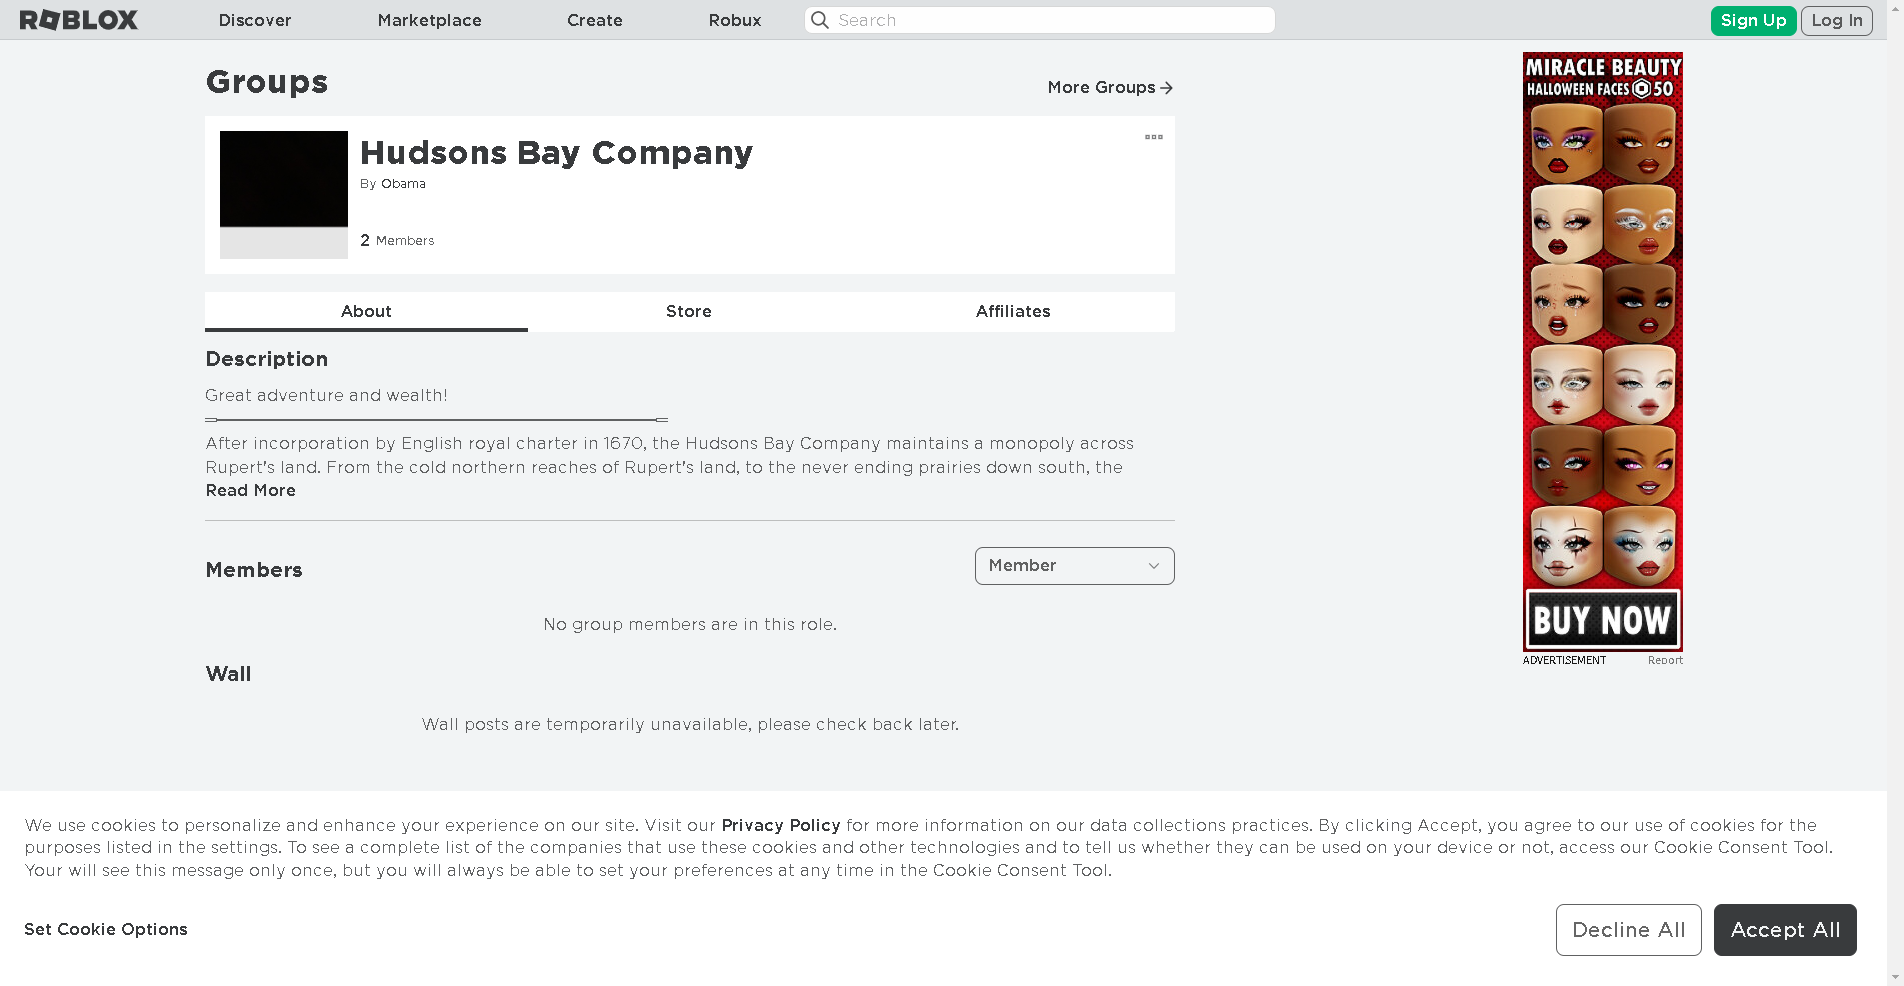 ROBLOX
Discover
Marketplace
Create
Robux
Search
Sign Up
Log In
Groups
More Groups
Hudsons Bay Company
By Obama
2 Members
About
Store
Affiliates
Description
Great adventure and wealth!
After incorporation by English royal charter in 1670, the Hudsons Bay Company maintains a monopoly across
Rupert's land. From the cold northern reaches of Rupert's land, to the never ending prairies down south, the
Read More
Members
Member
No group members are in this role.
Wall
Wall posts are temporarily unavailable, please check back later.
MIRACLE BEAUTY
HALLOWEEN FACES 50
BUY NOW
ADVERTISEMENT
Report
We use cookies to personalize and enhance your experience on our site. Visit our Privacy Policy for more information on our data collections practices. By clicking Accept, you agree to our use of cookies for the
purposes listed in the settings. To see a complete list of the companies that use these cookies and other technologies and to tell us whether they can be used on your device or not, access our Cookie Consent Tool.
Your will see this message only once, but you will always be able to set your preferences at any time in the Cookie Consent Tool.
Set Cookie Options
Decline All
Accept All